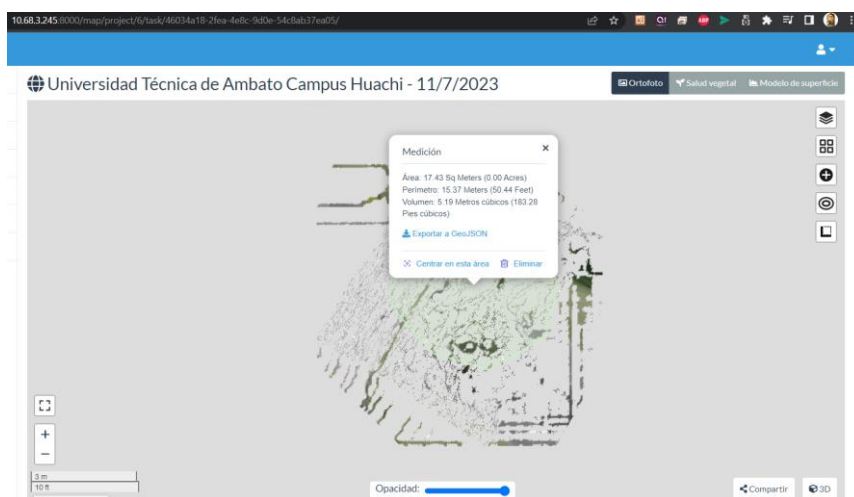 10.68.3.245:8000/map/project/6/task/46034a18-2fea-4e8c-9d0e-54c8ab37ea05/
Universidad Técnica de Ambato Campus Huachi - 11/7/2023
Ortofoto Salud vegetal Modelo de superficie
Medición
Área: 17.43 Sq Meters (0.00 Acres)
Perímetro: 15.37 Meters (50.44 Feet)
Volumen: 5.19 Metros cúbicos (183.28
Pies cúbicos)
Exportar a GeoJSON
Centrar en esta área Eliminar
+
−
3 m
10 ft
Opacidad:
Compartir 3D